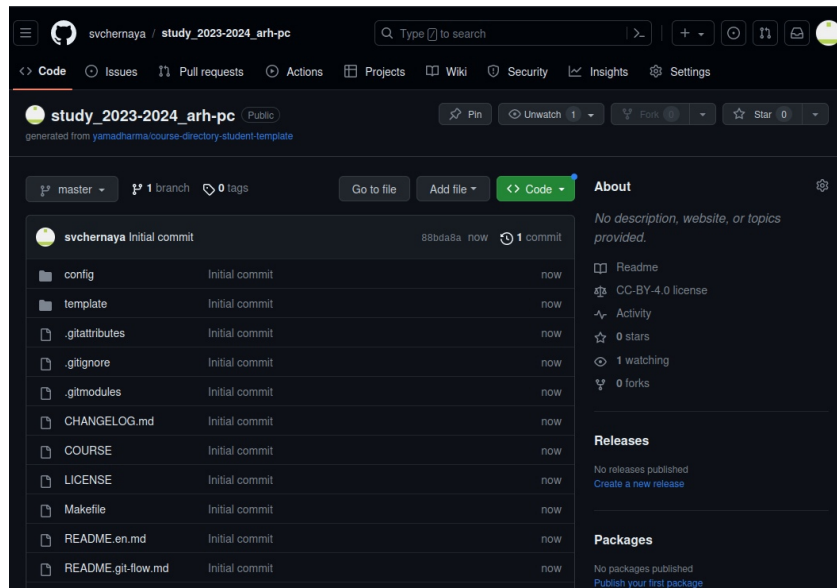 svchernaya / study_2023-2024_arh-pc
Type / to search
Code Issues Pull requests Actions Projects Wiki Security Insights Settings
study_2023-2024_arh-pc Public
Pin Unwatch 1 Fork 0 Star 0
generated from yamadharma/course-directory-student-template
master 1 branch 0 tags Go to file Add file Code
svchernaya Initial commit 88bda8a now 1 commit
config Initial commit now
template Initial commit now
.gitattributes Initial commit now
.gitignore Initial commit now
.gitmodules Initial commit now
CHANGELOG.md Initial commit now
COURSE Initial commit now
LICENSE Initial commit now
Makefile Initial commit now
README.en.md Initial commit now
README.git-flow.md Initial commit now
About
No description, website, or topics
provided.
Readme
CC-BY-4.0 license
Activity
0 stars
1 watching
0 forks
Releases
No releases published
Create a new release
Packages
No packages published
Publish your first package